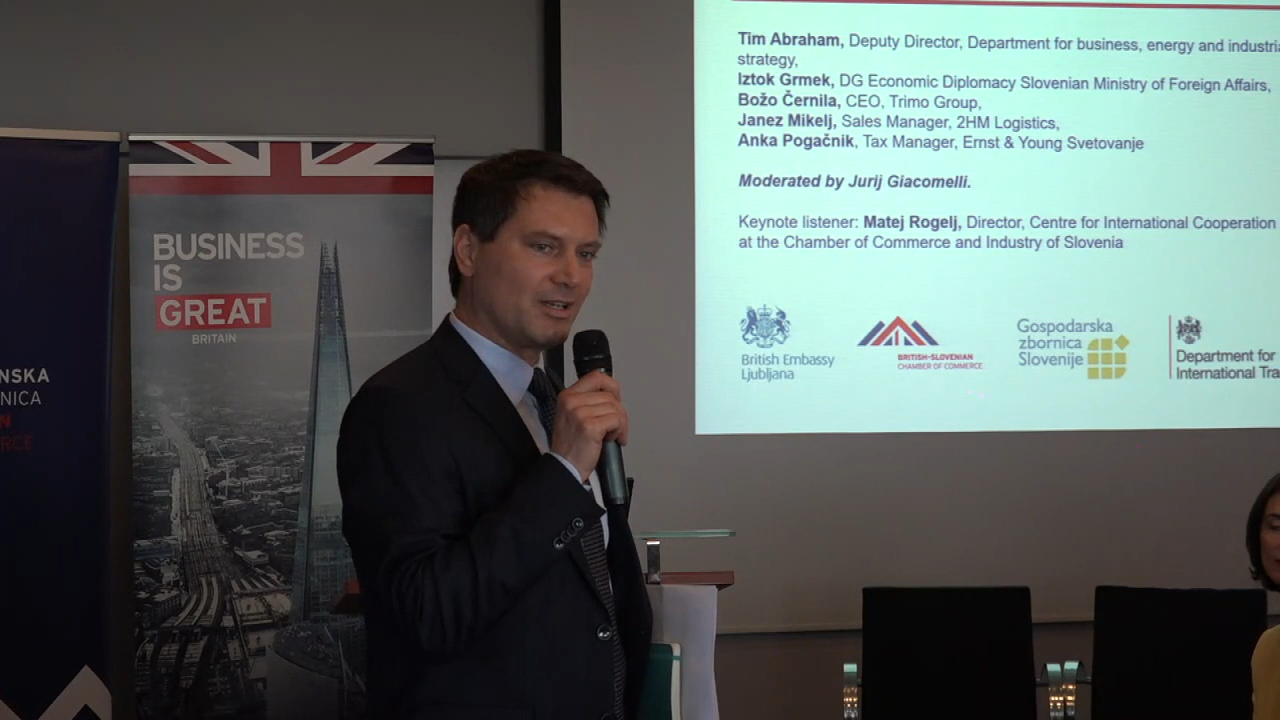 Tim Abraham, Deputy Director, Department for business, energy and industria
strategy,
Iztok Grmek, DG Economic Diplomacy Slovenian Ministry of Foreign Affairs,
Božo Černila, CEO, Trimo Group,
Janez Mikelj, Sales Manager, 2HM Logistics,
Anka Pogačnik, Tax Manager, Ernst & Young Svetovanje
Moderated by Jurij Giacomelli.
Keynote listener: Matej Rogelj, Director, Centre for International Cooperation
at the Chamber of Commerce and Industry of Slovenia
British Embassy
Ljubljana
BRITISH-SLOVENIAN
CHAMBER OF COMMERCE
Gospodarska
zbornica
Slovenije
Department for
International Tra
BUSINESS
IS
GREAT
BRITAIN
NSKA
NICA
N
RCE